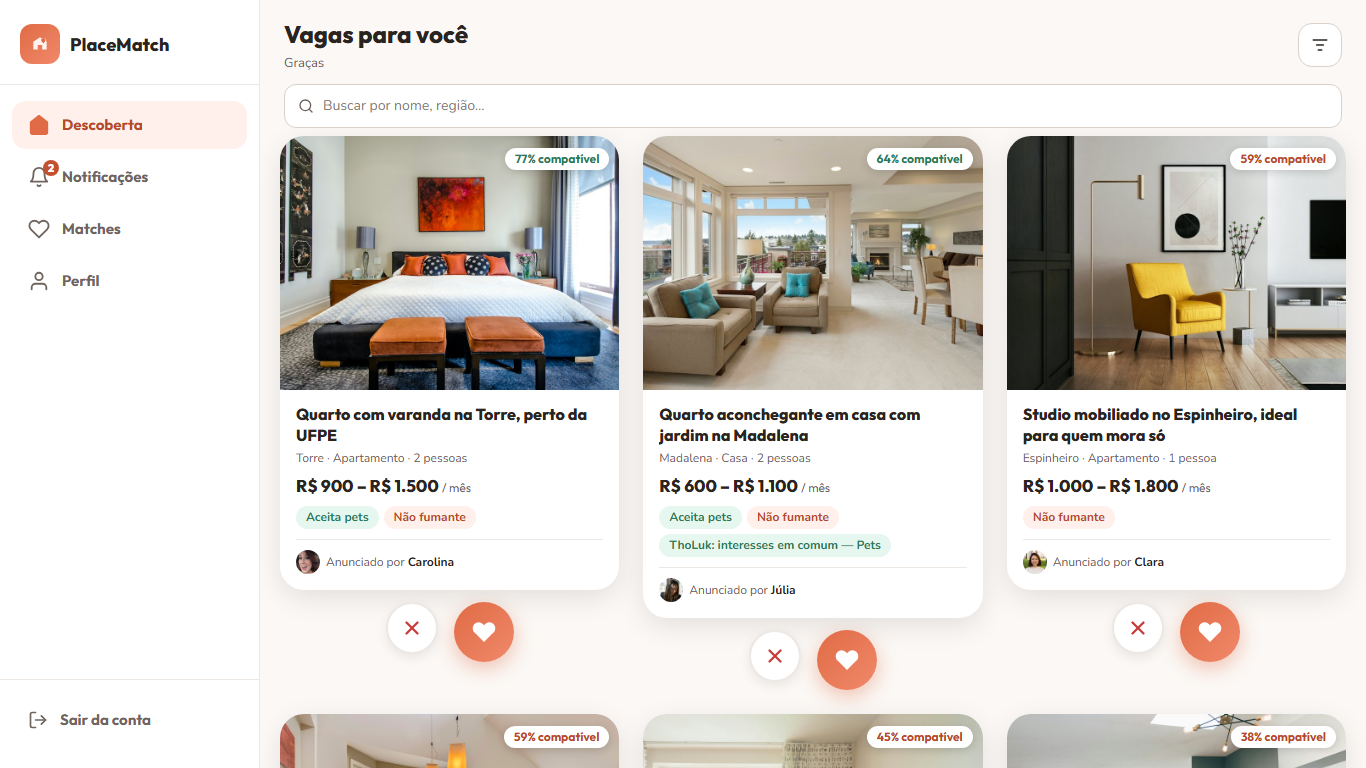 PlaceMatch
Descoberta
2
Notificações
Matches
Perfil
Sair da conta
Vagas para você
Graças
Buscar por nome, região...
77% compatível
Quarto com varanda na Torre, perto da
UFPE
Torre · Apartamento · 2 pessoas
R$ 900 – R$ 1.500 / mês
Aceita pets
Não fumante
Anunciado por Carolina
64% compatível
Quarto aconchegante em casa com
jardim na Madalena
Madalena · Casa · 2 pessoas
R$ 600 – R$ 1.100 / mês
Aceita pets
Não fumante
ThoLuk: interesses em comum — Pets
Anunciado por Júlia
59% compatível
Studio mobiliado no Espinheiro, ideal
para quem mora só
Espinheiro · Apartamento · 1 pessoa
R$ 1.000 – R$ 1.800 / mês
Não fumante
Anunciado por Clara
59% compatível
45% compatível
38% compatível